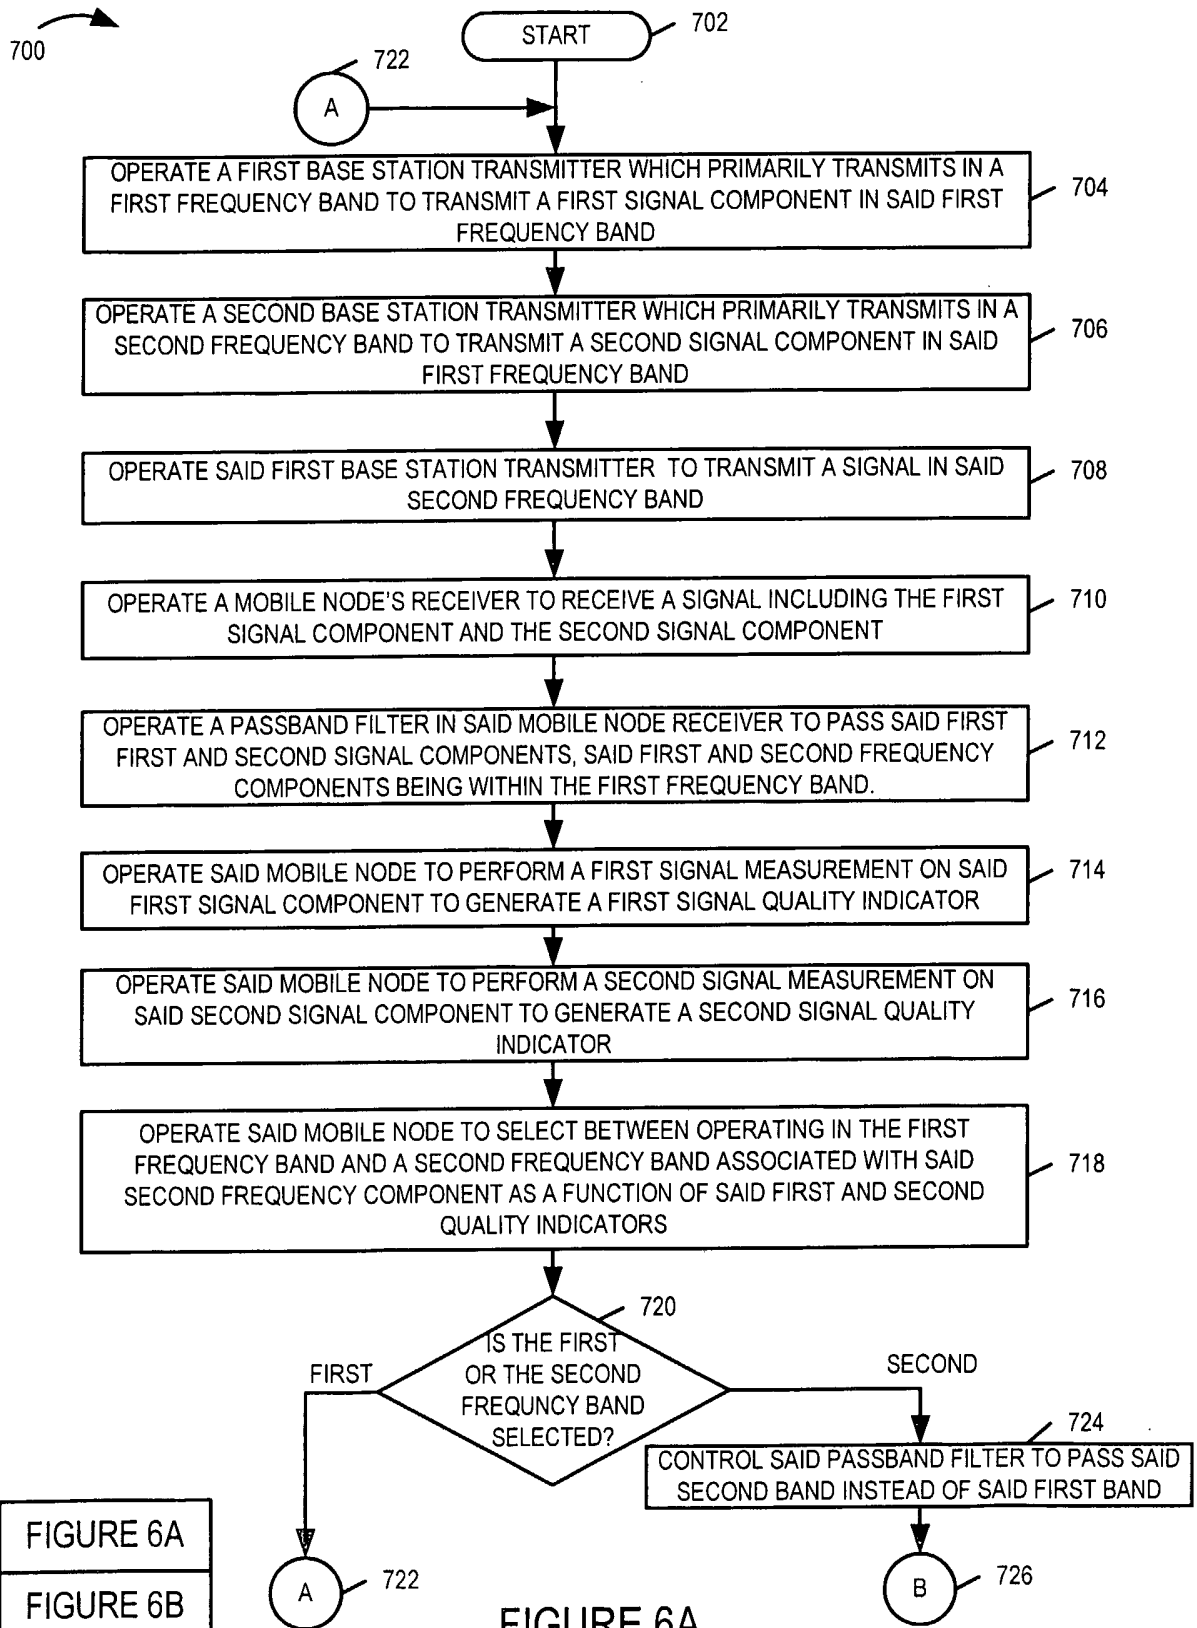 700
START
702
722
A
OPERATE A FIRST BASE STATION TRANSMITTER WHICH PRIMARILY TRANSMITS IN A
FIRST FREQUENCY BAND TO TRANSMIT A FIRST SIGNAL COMPONENT IN SAID FIRST
FREQUENCY BAND
704
OPERATE A SECOND BASE STATION TRANSMITTER WHICH PRIMARILY TRANSMITS IN A
SECOND FREQUENCY BAND TO TRANSMIT A SECOND SIGNAL COMPONENT IN SAID
FIRST FREQUENCY BAND
706
OPERATE SAID FIRST BASE STATION TRANSMITTER TO TRANSMIT A SIGNAL IN SAID
SECOND FREQUENCY BAND
708
OPERATE A MOBILE NODE'S RECEIVER TO RECEIVE A SIGNAL INCLUDING THE FIRST
SIGNAL COMPONENT AND THE SECOND SIGNAL COMPONENT
710
OPERATE A PASSBAND FILTER IN SAID MOBILE NODE RECEIVER TO PASS SAID FIRST
FIRST AND SECOND SIGNAL COMPONENTS, SAID FIRST AND SECOND FREQUENCY
COMPONENTS BEING WITHIN THE FIRST FREQUENCY BAND.
712
OPERATE SAID MOBILE NODE TO PERFORM A FIRST SIGNAL MEASUREMENT ON SAID
FIRST SIGNAL COMPONENT TO GENERATE A FIRST SIGNAL QUALITY INDICATOR
714
OPERATE SAID MOBILE NODE TO PERFORM A SECOND SIGNAL MEASUREMENT ON
SAID SECOND SIGNAL COMPONENT TO GENERATE A SECOND SIGNAL QUALITY
INDICATOR
716
OPERATE SAID MOBILE NODE TO SELECT BETWEEN OPERATING IN THE FIRST
FREQUENCY BAND AND A SECOND FREQUENCY BAND ASSOCIATED WITH SAID
SECOND FREQUENCY COMPONENT AS A FUNCTION OF SAID FIRST AND SECOND
QUALITY INDICATORS
718
720
IS THE FIRST
OR THE SECOND
FREQUNCY BAND
SELECTED?
FIRST
SECOND
724
CONTROL SAID PASSBAND FILTER TO PASS SAID
SECOND BAND INSTEAD OF SAID FIRST BAND
FIGURE 6A
FIGURE 6B
A
722
B
726
FIGURE 6A